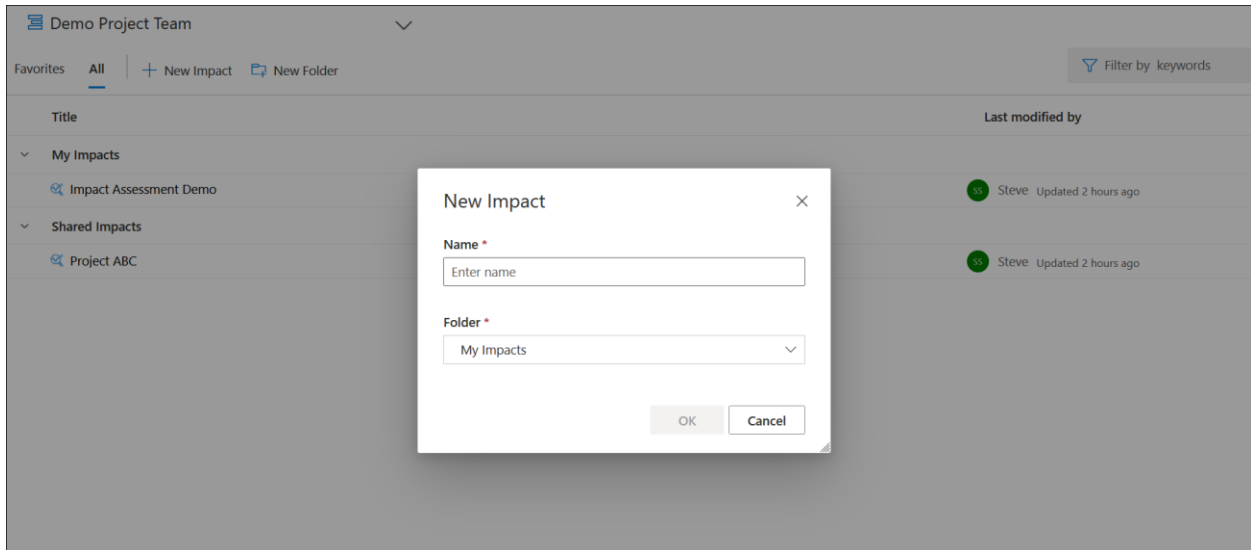 Demo Project Team
Favorites All New Impact New Folder Filter by keywords
Title Last modified by
My Impacts
Impact Assessment Demo SS Steve Updated 2 hours ago
Shared Impacts
Project ABC SS Steve Updated 2 hours ago
New Impact
Name *
Enter name
Folder *
My Impacts
OK Cancel